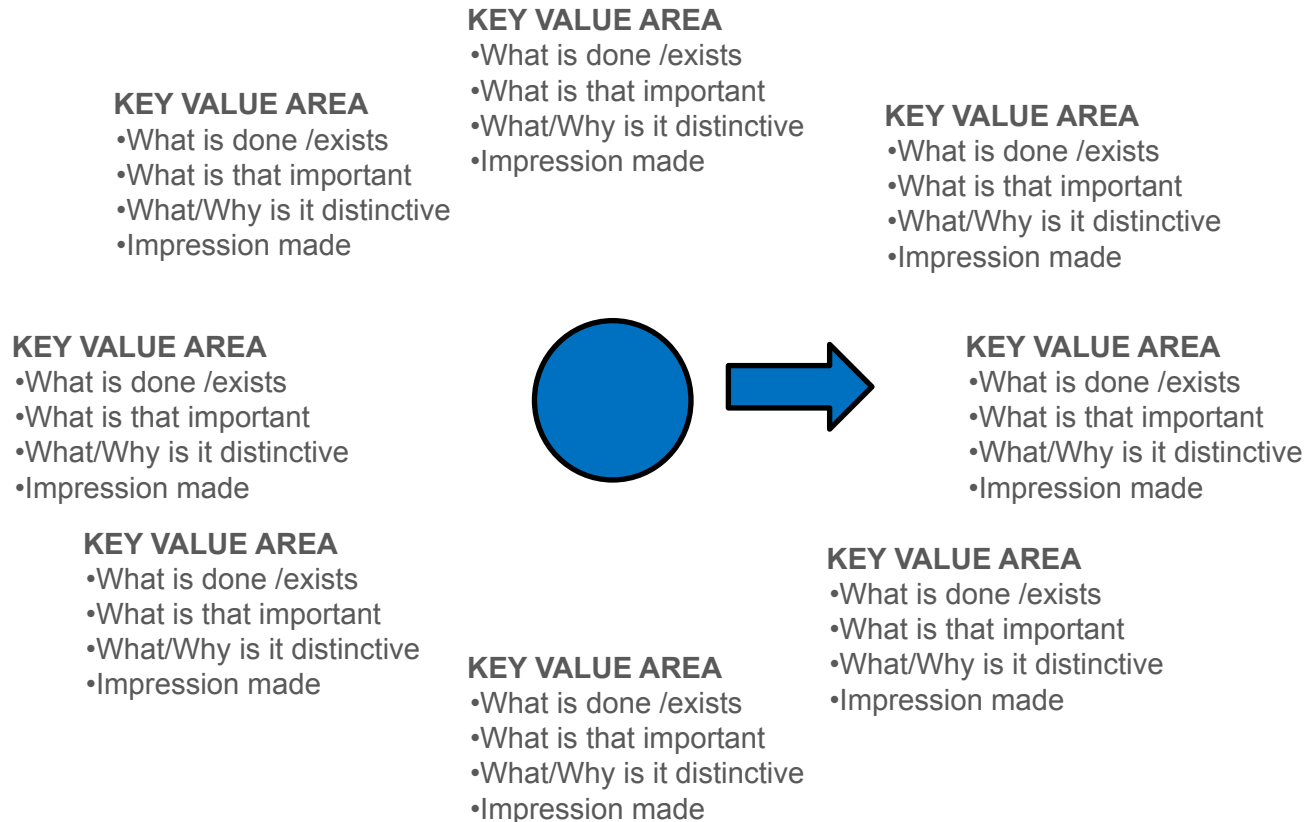 KEY VALUE AREA
•What is done /exists
•What is that important
•What/Why is it distinctive
•Impression made
KEY VALUE AREA
•What is done /exists
•What is that important
•What/Why is it distinctive
•Impression made
KEY VALUE AREA
•What is done /exists
•What is that important
•What/Why is it distinctive
•Impression made
KEY VALUE AREA
•What is done /exists
•What is that important
•What/Why is it distinctive
•Impression made
KEY VALUE AREA
•What is done /exists
•What is that important
•What/Why is it distinctive
•Impression made
KEY VALUE AREA
•What is done /exists
•What is that important
•What/Why is it distinctive
•Impression made
KEY VALUE AREA
•What is done /exists
•What is that important
•What/Why is it distinctive
•Impression made
KEY VALUE AREA
•What is done /exists
•What is that important
•What/Why is it distinctive
•Impression made